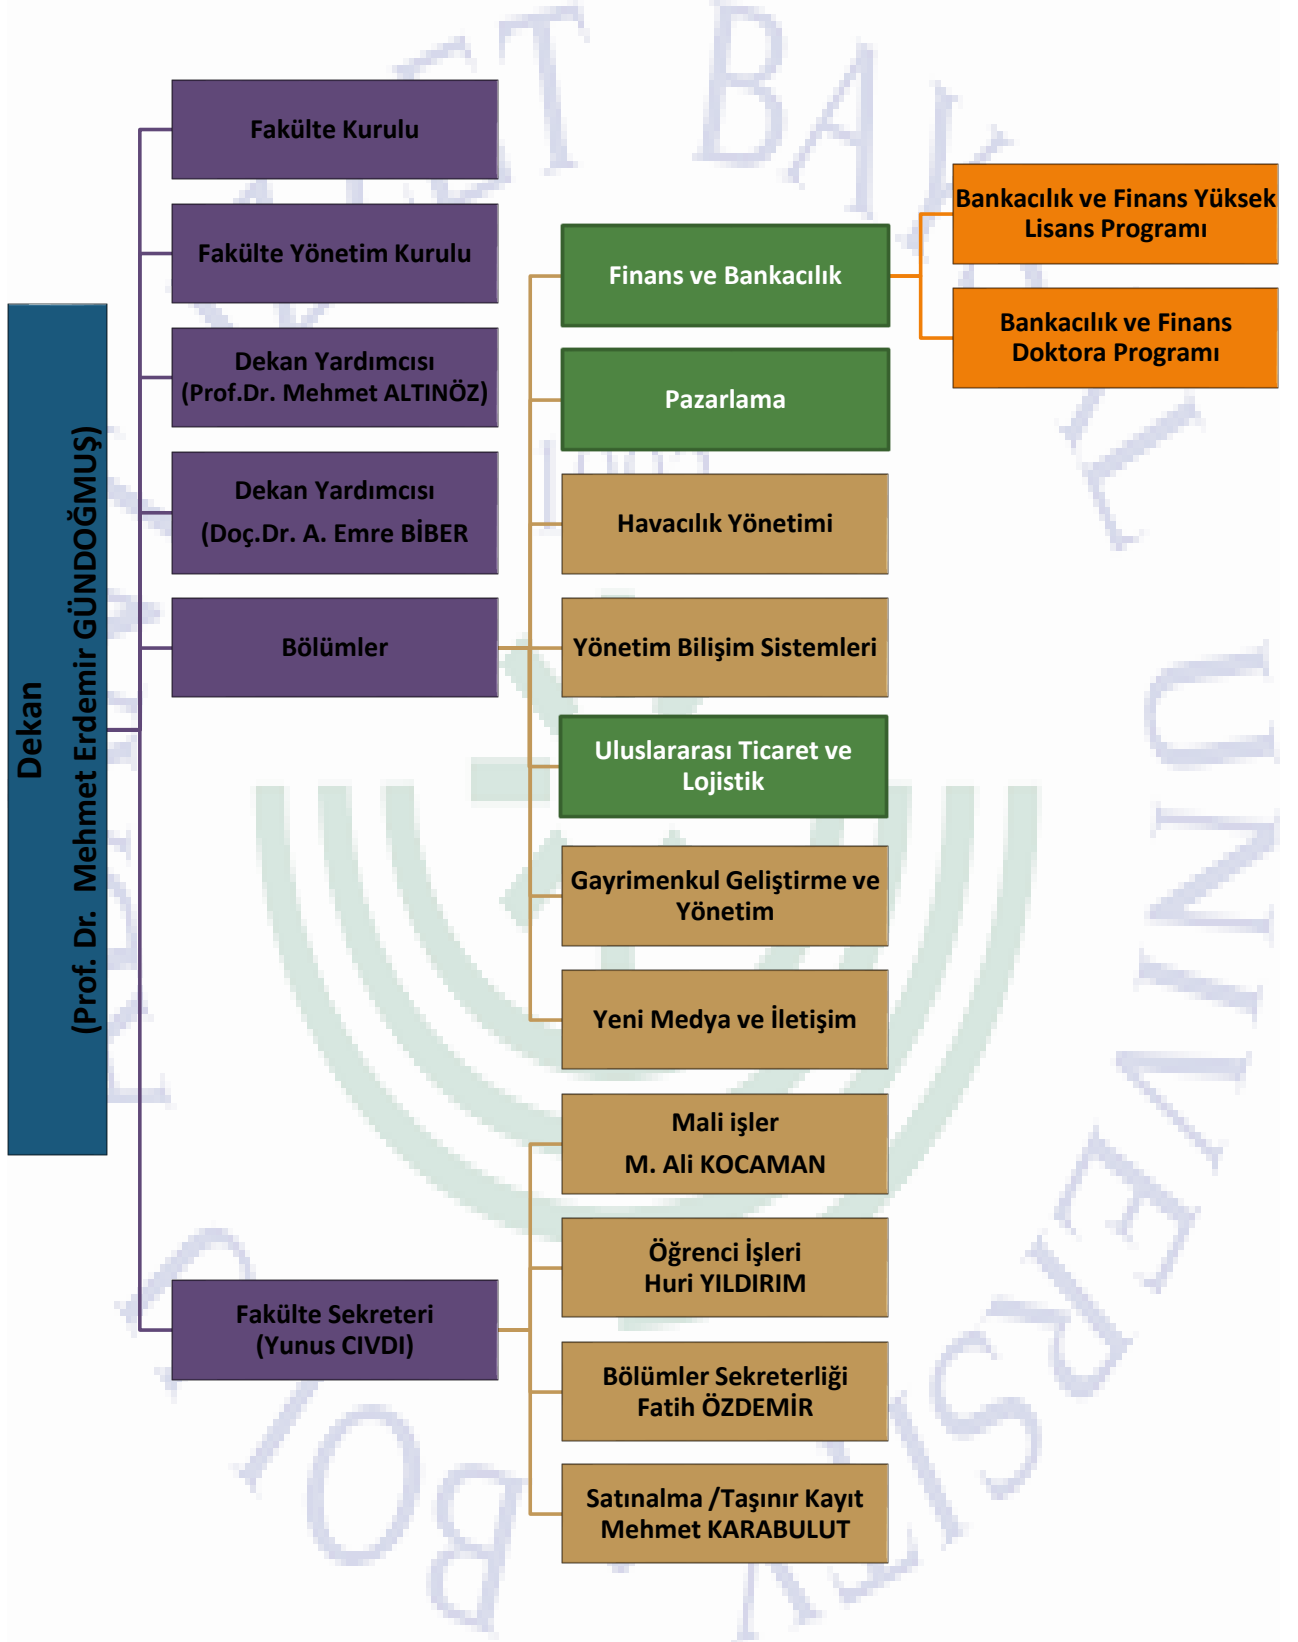 Dekan
(Prof. Dr. Mehmet Erdemir GÜNDOĞMUŞ)
Fakülte Kurulu
Fakülte Yönetim Kurulu
Dekan Yardımcısı
(Prof.Dr. Mehmet ALTINÖZ)
Dekan Yardımcısı
(Doç.Dr. A. Emre BİBER
Bölümler
Finans ve Bankacılık
Bankacılık ve Finans Yüksek
Lisans Programı
Bankacılık ve Finans
Doktora Programı
Pazarlama
Havacılık Yönetimi
Yönetim Bilişim Sistemleri
Uluslararası Ticaret ve
Lojistik
Gayrimenkul Geliştirme ve
Yönetim
Yeni Medya ve İletişim
Fakülte Sekreteri
(Yunus CIVDI)
Mali işler
M. Ali KOCAMAN
Öğrenci İşleri
Huri YILDIRIM
Bölümler Sekreterliği
Fatih ÖZDEMİR
Satınalma /Taşınır Kayıt
Mehmet KARABULUT